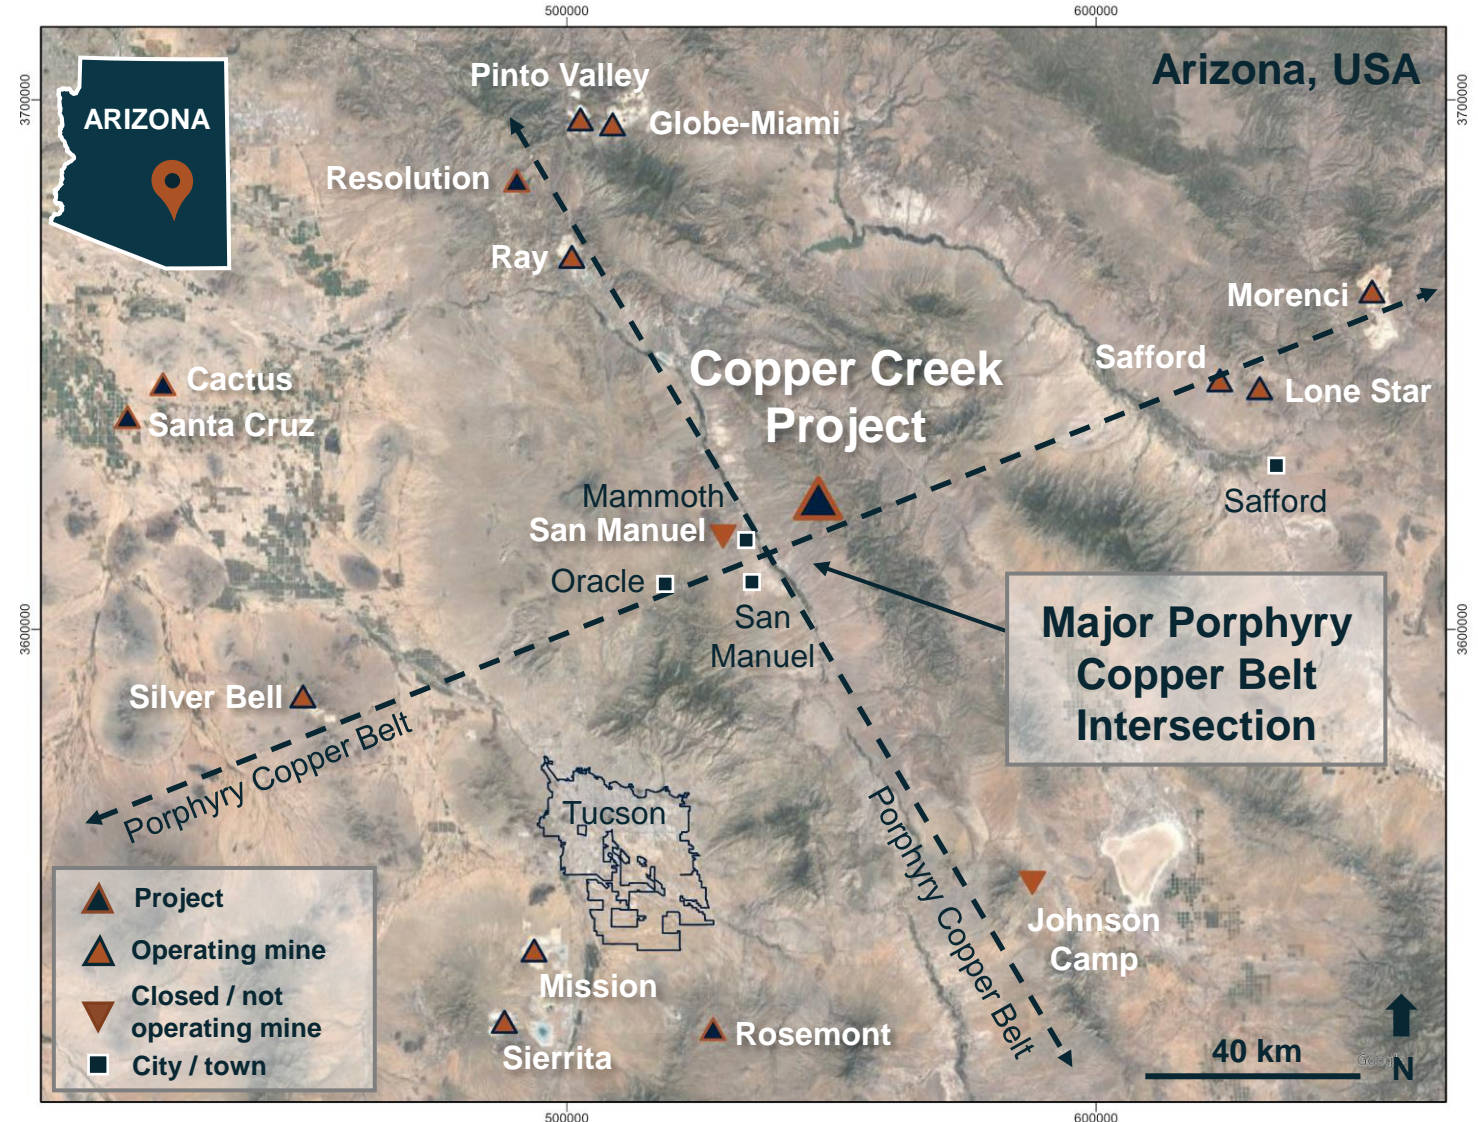 500000
600000
Arizona, USA
Pinto Valley
3700000
3700000
ARIZONA
Globe-Miami
Resolution
Ray
Morenci
Copper Creek
Project
Safford
Cactus
Lone Star
Santa Cruz
Mammoth
Safford
San Manuel
Oracle
San
Manuel
3600000
3600000
Major Porphyry
Copper Belt
Intersection
Silver Bell
Porphyry Copper Belt
Tucson
Porphyry Copper Belt
Project
Operating mine
Closed / not
operating mine
City / town
Johnson
Camp
Mission
Sierrita
Rosemont
40 km
Google
N
500000
600000